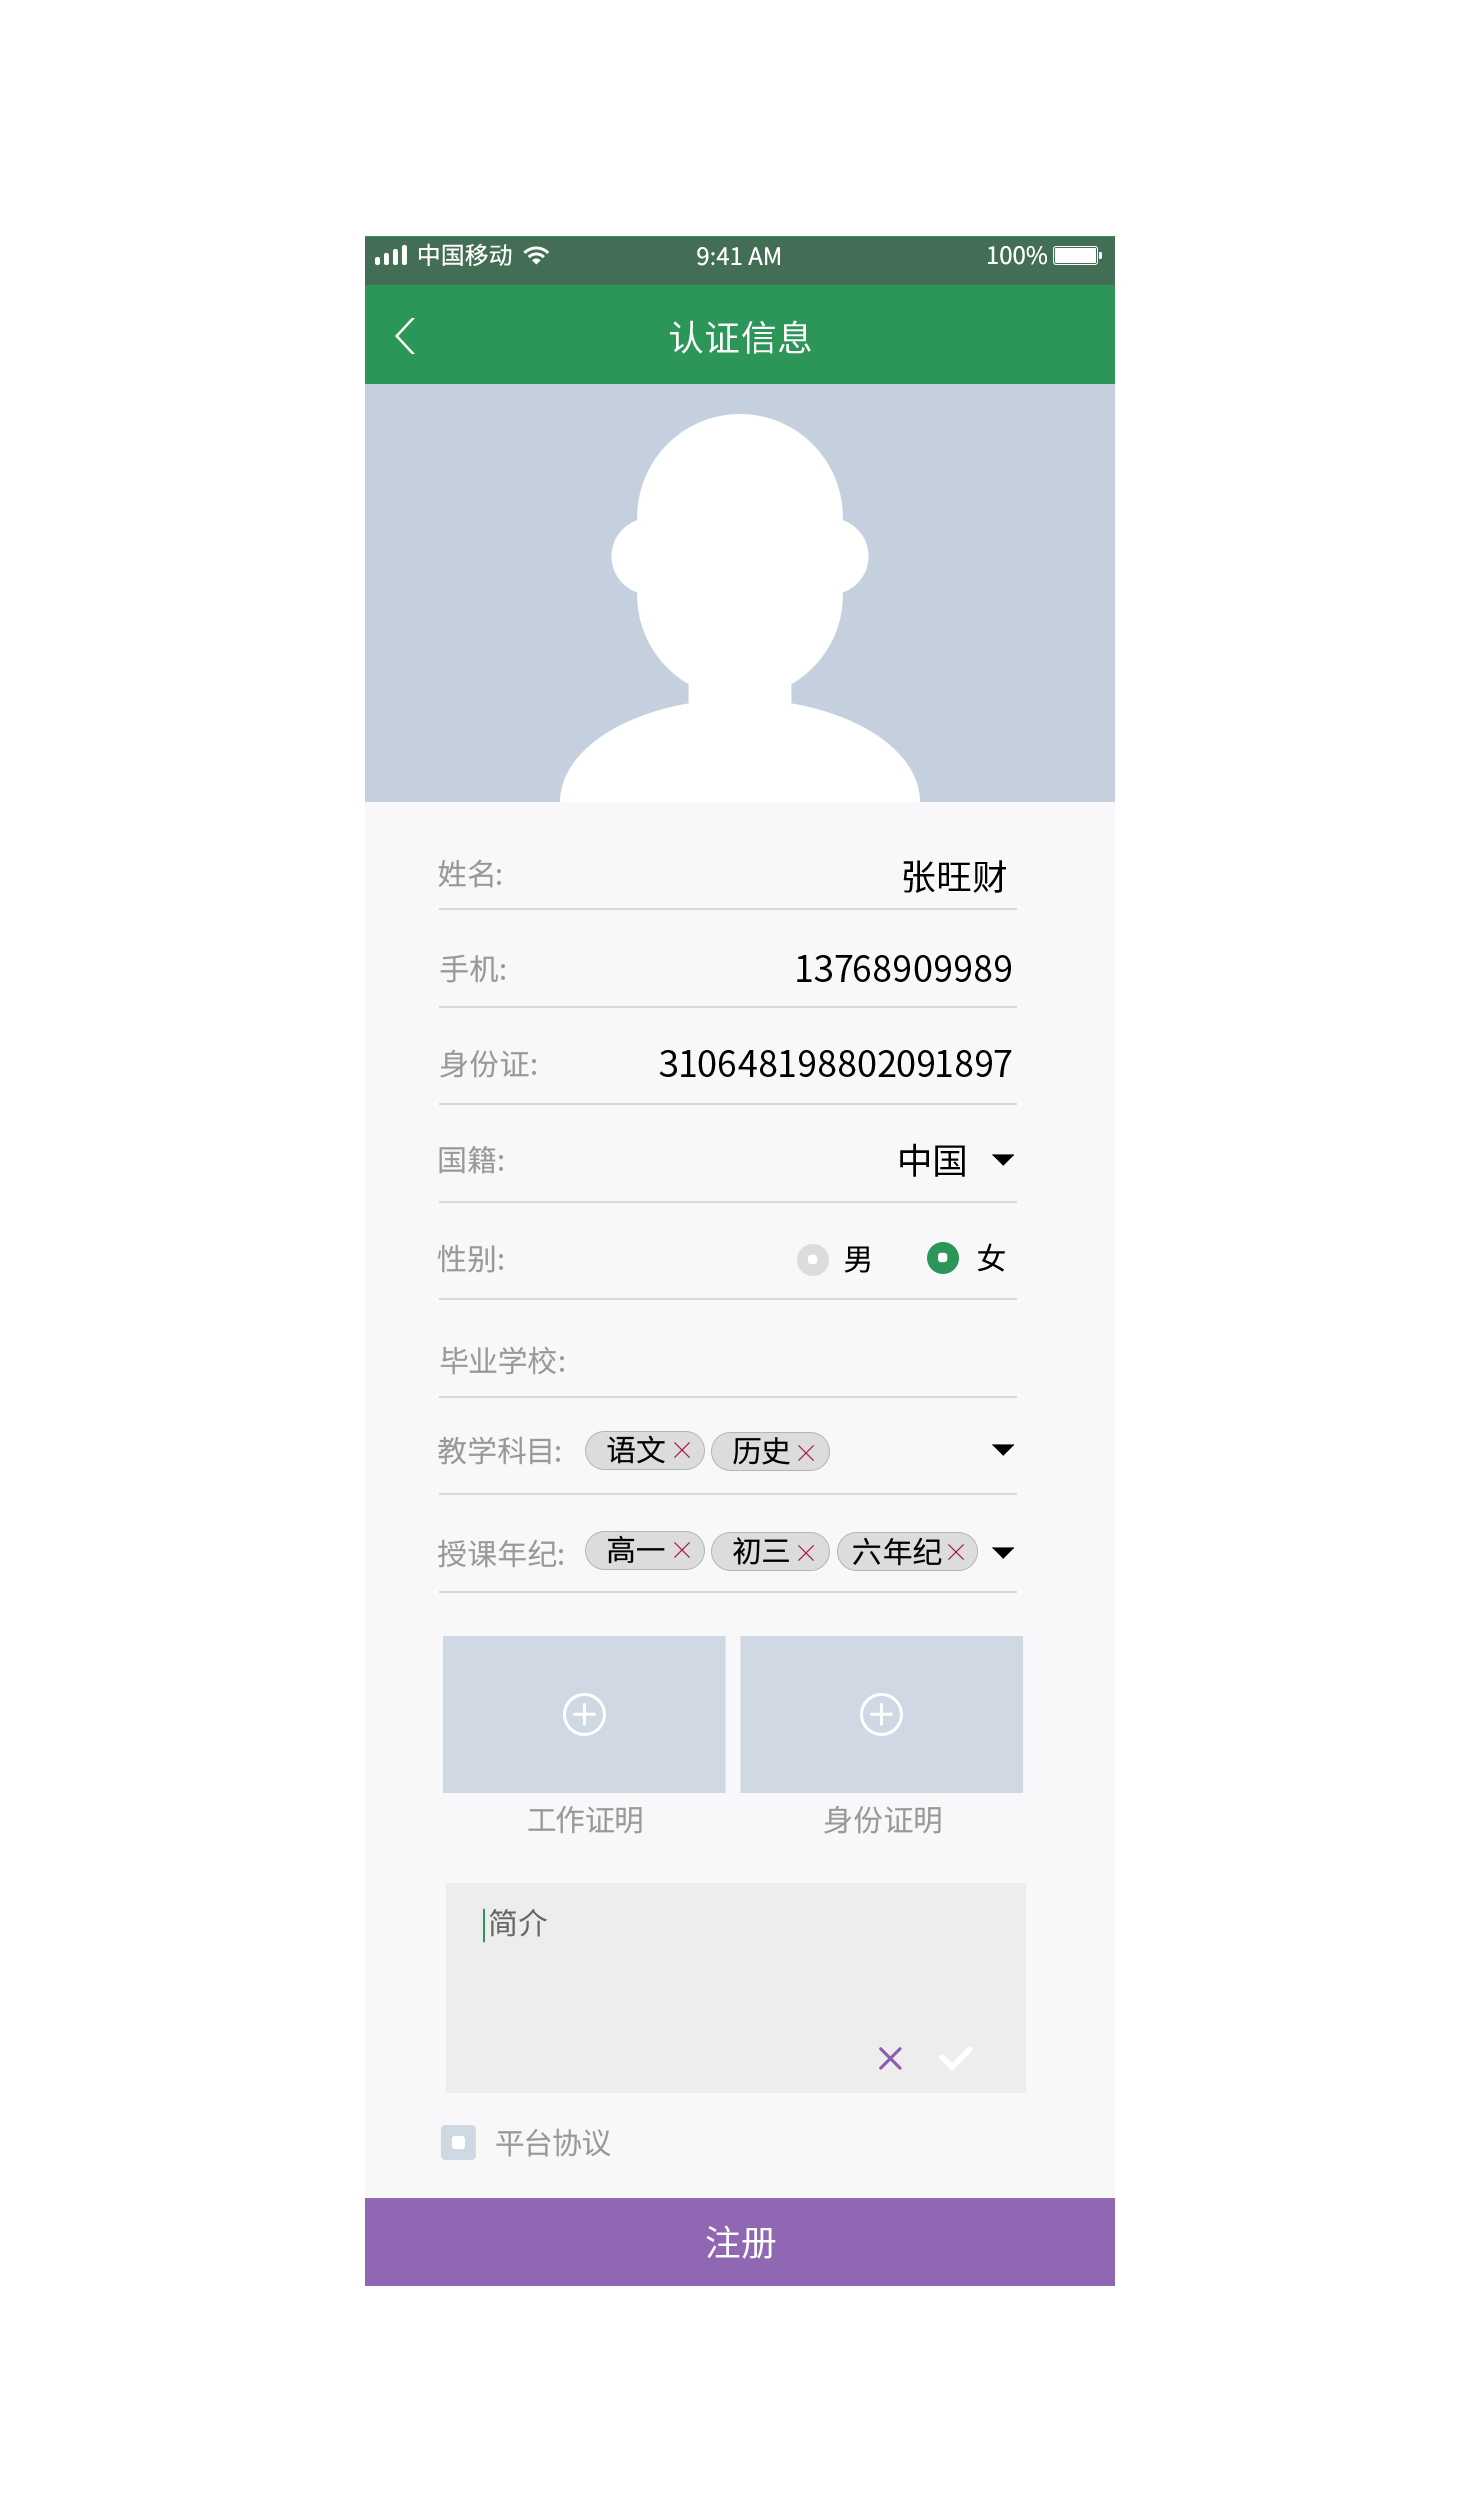 中国移动 9:41 AM 100%
认证信息
姓名: 张旺财
手机: 13768909989
身份证: 310648198802091897
国籍: 中国
性别: 男 女
毕业学校:
教学科目: 语文 历史
授课年纪: 高一 初三 六年纪
工作证明 身份证明
简介
平台协议
注册